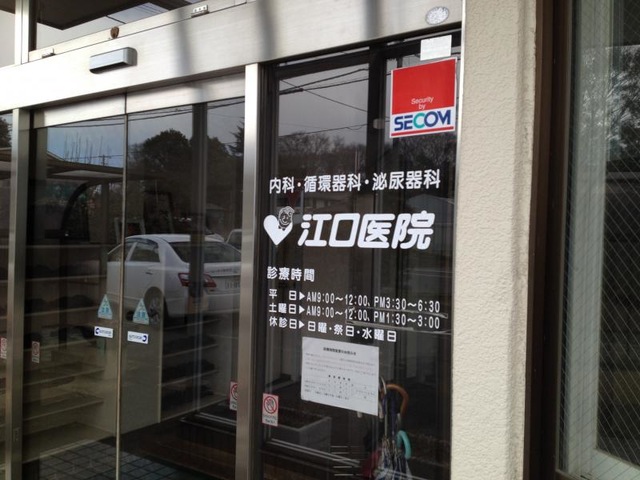 Security
by
SECOM
内科・循環器科・泌尿器科
江口医院
診療時間
平 日▶AM9:00～12:00、PM3:30～6:30
土曜日▶AM9:00～12:00、PM1:30～3:00
休診日▶日曜・祭日・水曜日